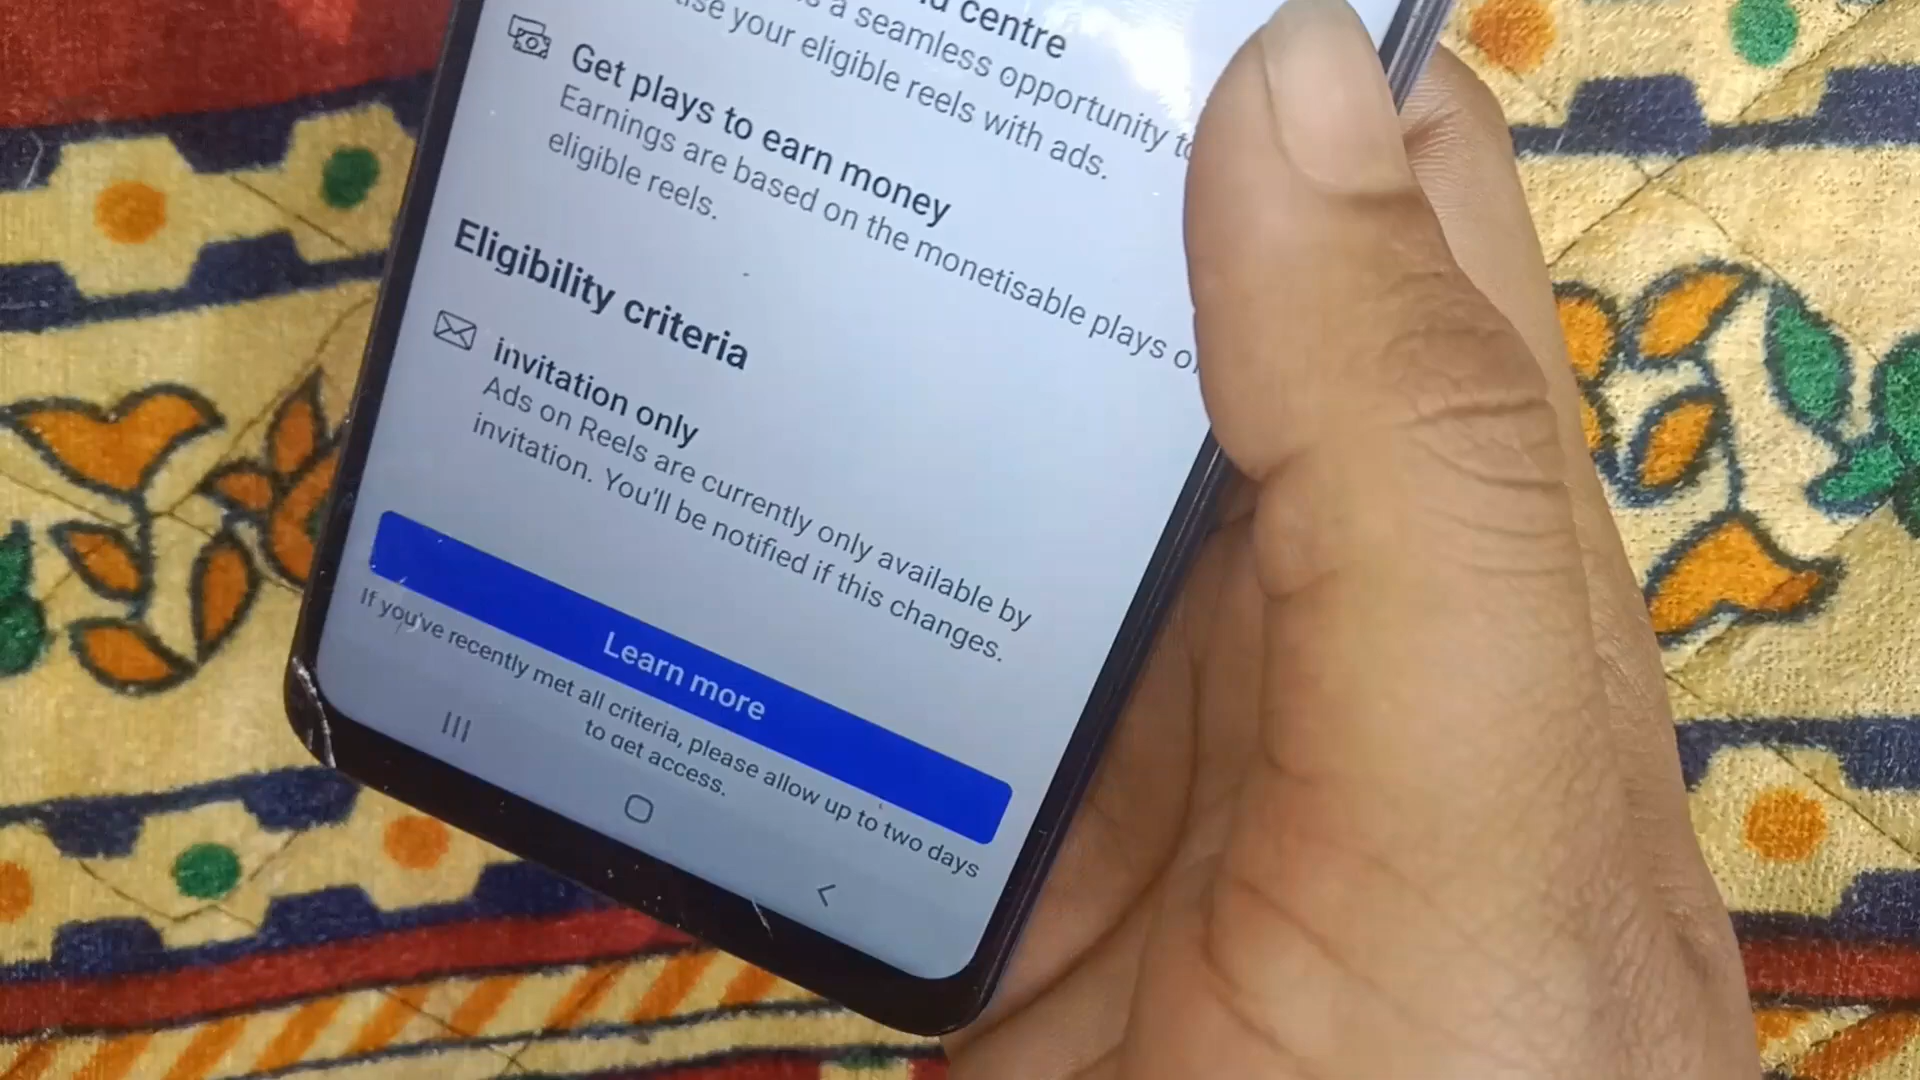 centre
a seamless opportunity
your eligible reels with ads.
Get plays to earn money
Earnings are based on the monetisable plays
eligible reels.
Eligibility criteria
invitation only
Ads on Reels are currently only available by
invitation. You'll be notified if this changes.
Learn more
If you've recently met all criteria, please allow up to two days
to get access.